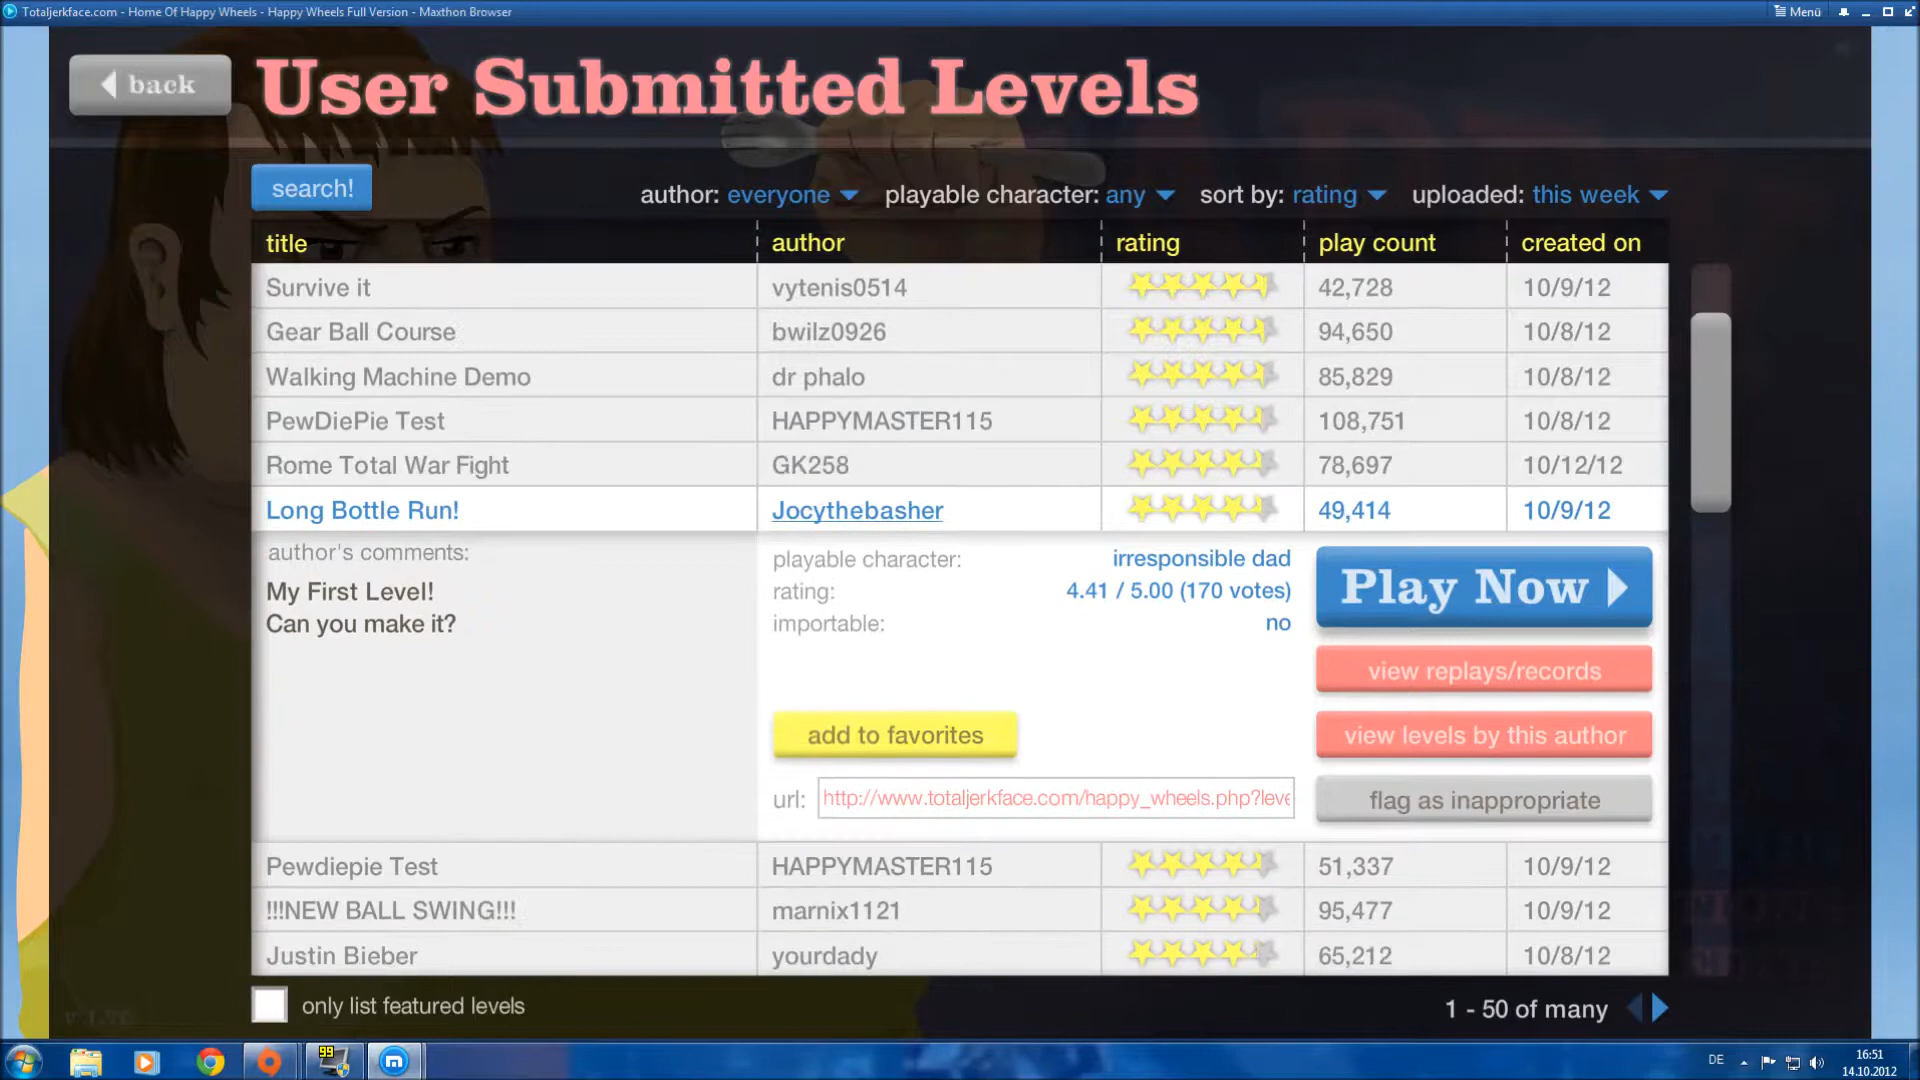 Totaljerkface.com - Home Of Happy Wheels - Happy Wheels Full Version - Maxthon Browser
Menü
back
User Submitted Levels
search!
author: everyone
playable character: any
sort by: rating
uploaded: this week
title author rating play count created on
Survive it vytenis0514 42,728 10/9/12
Gear Ball Course bwilz0926 94,650 10/8/12
Walking Machine Demo dr phalo 85,829 10/8/12
PewDiePie Test HAPPYMASTER115 108,751 10/8/12
Rome Total War Fight GK258 78,697 10/12/12
Long Bottle Run! Jocythebasher 49,414 10/9/12
author's comments:
My First Level!
Can you make it?
playable character: irresponsible dad
rating: 4.41 / 5.00 (170 votes)
importable: no
add to favorites
url: http://www.totaljerkface.com/happy_wheels.php?leve
Play Now
view replays/records
view levels by this author
flag as inappropriate
Pewdiepie Test HAPPYMASTER115 51,337 10/9/12
!!!NEW BALL SWING!!! marnix1121 95,477 10/9/12
Justin Bieber yourdady 65,212 10/8/12
only list featured levels
1 - 50 of many
99
DE
16:51
14.10.2012